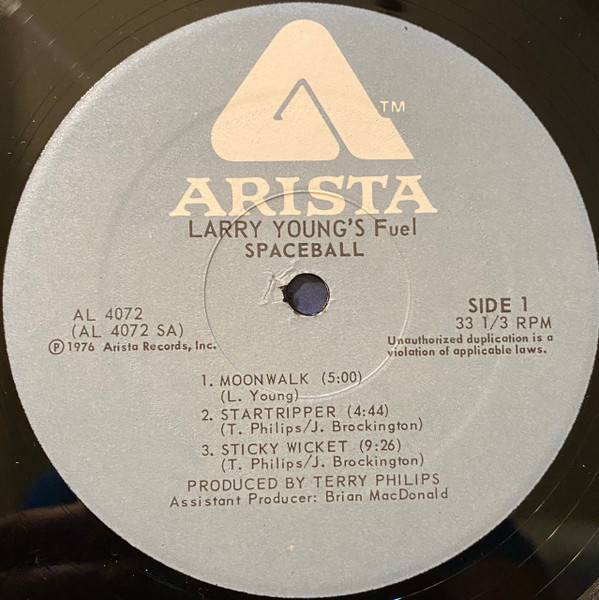 TM
ARISTA
LARRY YOUNG'S Fuel
SPACEBALL
AL 4072
(AL 4072 SA)
Ⓟ 1976 Arista Records, Inc.
SIDE 1
33 1/3 RPM
Unauthorized duplication is a
violation of applicable laws.
1. MOONWALK (5:00)
(L. Young)
2. STARTRIPPER (4:44)
(T. Philips/J. Brockington)
3. STICKY WICKET (9:26)
(T. Philips/J. Brockington)
PRODUCED BY TERRY PHILIPS
Assistant Producer: Brian MacDonald